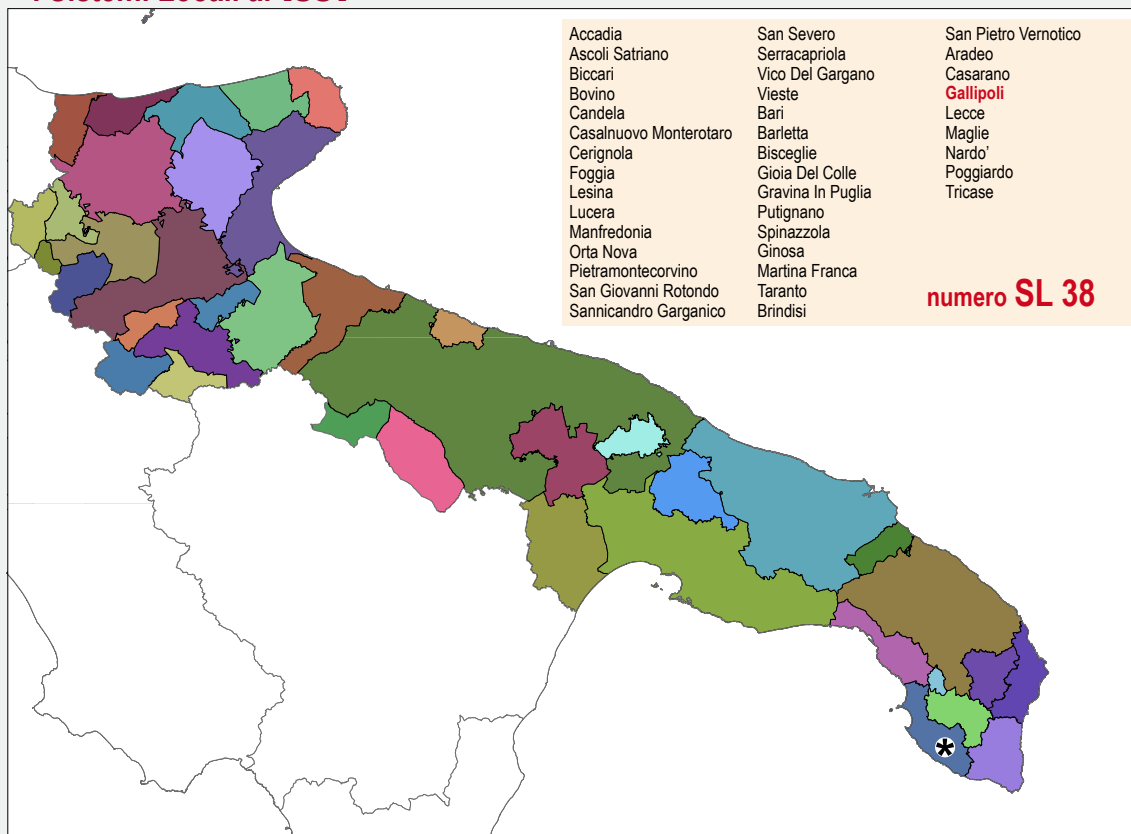 Accadia
Ascoli Satriano
Biccari
Bovino
Candela
Casalnuovo Monterotaro
Cerignola
Foggia
Lesina
Lucera
Manfredonia
Orta Nova
Pietramontecorvino
San Giovanni Rotondo
Sannicandro Garganico
San Severo
Serracapriola
Vico Del Gargano
Vieste
Bari
Barletta
Bisceglie
Gioia Del Colle
Gravina In Puglia
Putignano
Spinazzola
Ginosa
Martina Franca
Taranto
Brindisi
San Pietro Vernotico
Aradeo
Casarano
Gallipoli
Lecce
Maglie
Nardo'
Poggiardo
Tricase
numero SL 38
*